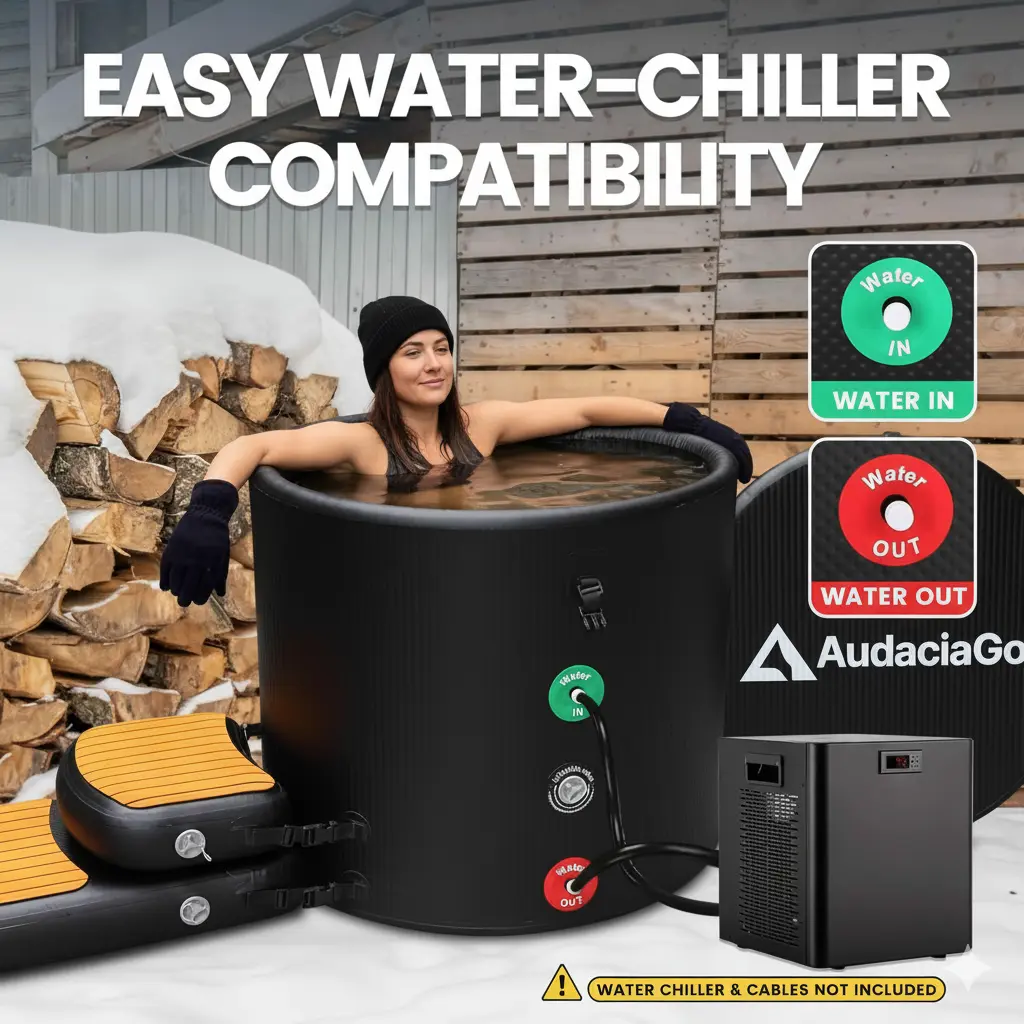 EASY WATER-CHILLER
COMPATIBILITY
Water
IN
WATER IN
Water
OUT
WATER OUT
AudaciaGo
Water
IN
Water
OUT
WATER CHILLER & CABLES NOT INCLUDED